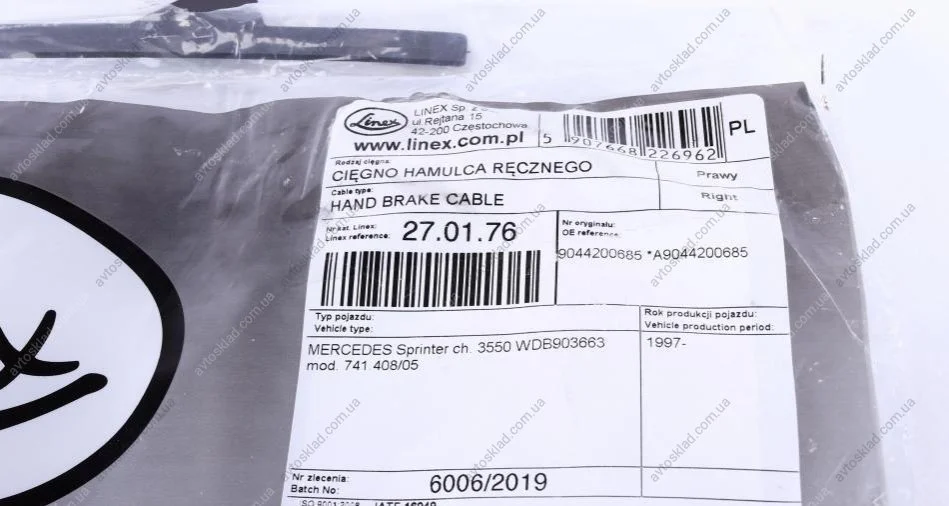 Linex
LINEX Sp. z
ul.Rejtana 15
42-200 Częstochowa
www.linex.com.pl
5 907668 226962
PL
Rodzaj cięgna:
CIĘGNO HAMULCA RĘCZNEGO
Prawy
Cable type:
HAND BRAKE CABLE
Right
Nr kat. Linex:
Linex reference:
27.01.76
Nr oryginału:
OE reference:
9044200685 *A9044200685
Typ pojazdu:
Vehicle type:
Rok produkcji pojazdu:
Vehicle production period:
MERCEDES Sprinter ch. 3550 WDB903663
mod. 741.408/05
1997-
Nr zlecenia:
Batch No:
6006/2019
avtosklad.com.ua